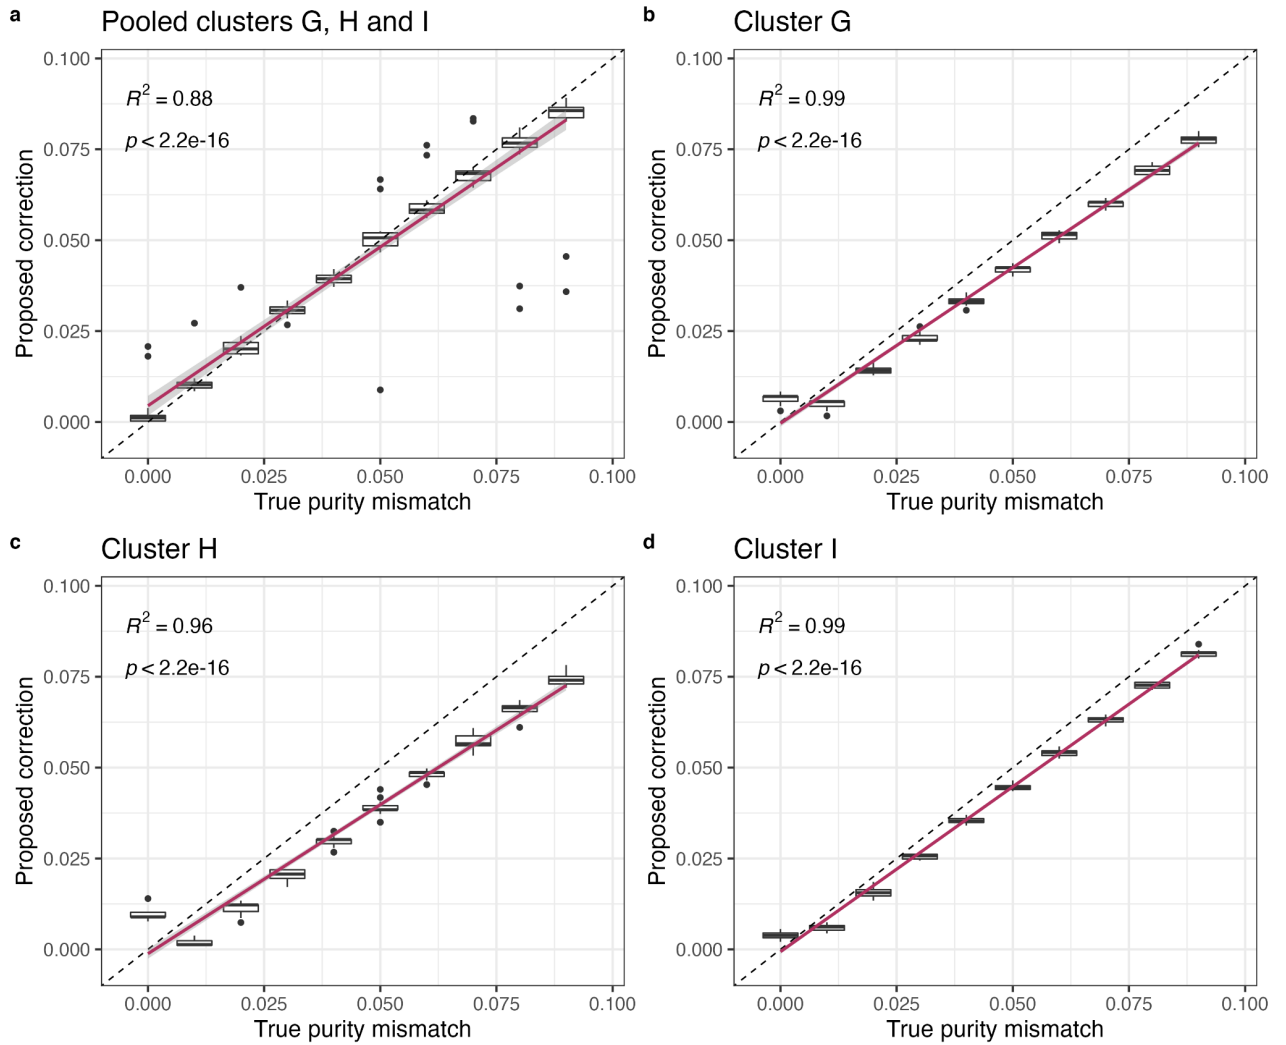 a
Pooled clusters G, H and I
R² = 0.88
p < 2.2e-16
0.100
0.075
0.050
0.025
0.000
Proposed correction
0.000 0.025 0.050 0.075 0.100
True purity mismatch
b
Cluster G
R² = 0.99
p < 2.2e-16
0.100
0.075
0.050
0.025
0.000
Proposed correction
0.000 0.025 0.050 0.075 0.100
True purity mismatch
c
Cluster H
R² = 0.96
p < 2.2e-16
0.100
0.075
0.050
0.025
0.000
Proposed correction
0.000 0.025 0.050 0.075 0.100
True purity mismatch
d
Cluster I
R² = 0.99
p < 2.2e-16
0.100
0.075
0.050
0.025
0.000
Proposed correction
0.000 0.025 0.050 0.075 0.100
True purity mismatch